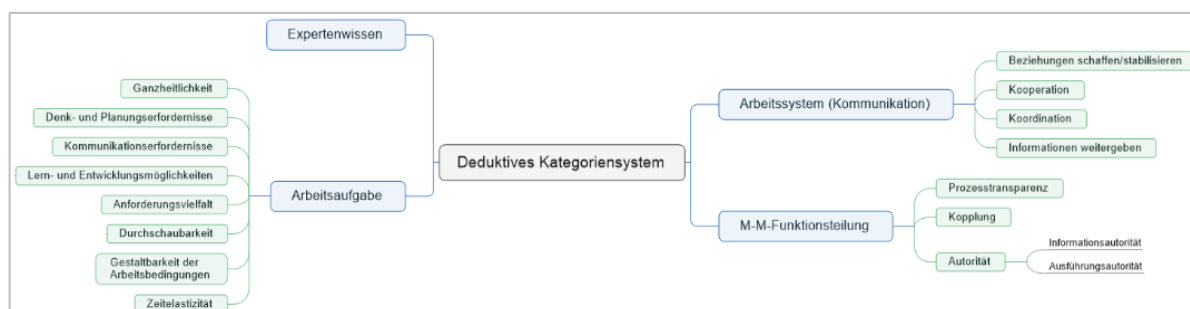 Expertenwissen
Ganzheitlichkeit
Denk- und Planungserfordernisse
Kommunikationserfordernisse
Lern- und Entwicklungsmöglichkeiten
Anforderungsvielfalt
Durchschaubarkeit
Gestaltbarkeit der
Arbeitsbedingungen
Zeitelastizität
Arbeitsaufgabe
Deduktives Kategoriensystem
Arbeitssystem (Kommunikation)
Beziehungen schaffen/stabilisieren
Kooperation
Koordination
Informationen weitergeben
M-M-Funktionsteilung
Prozesstransparenz
Kopplung
Autorität
Informationsautorität
Ausführungsautorität